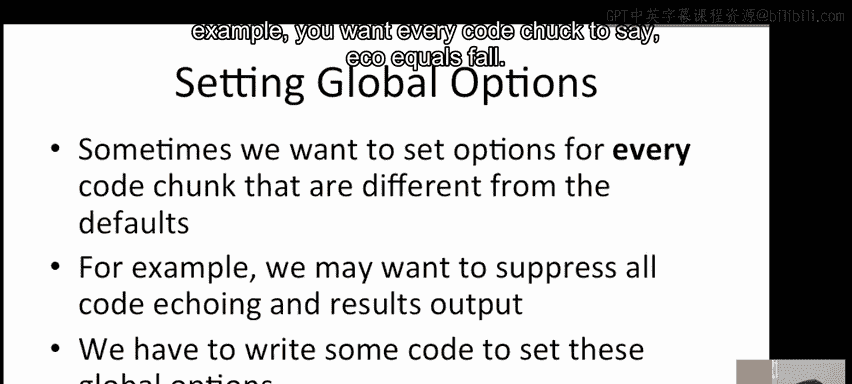 GPT中英字幕课程资源@bilibili.com
example, you want every code chuck to say,
eco equals fall.
Setting Global Options
• Sometimes we want to set options for every
code chunk that are different from the
defaults
• For example, we may want to suppress all
code echoing and results output
• We have to write some code to set these
global options